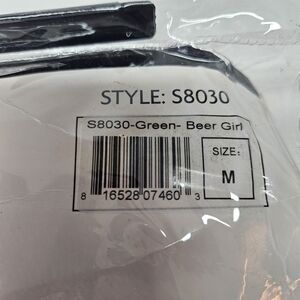 STYLE: S8030
S8030-Green- Beer Girl
SIZE:
M
8 16528 07460 3